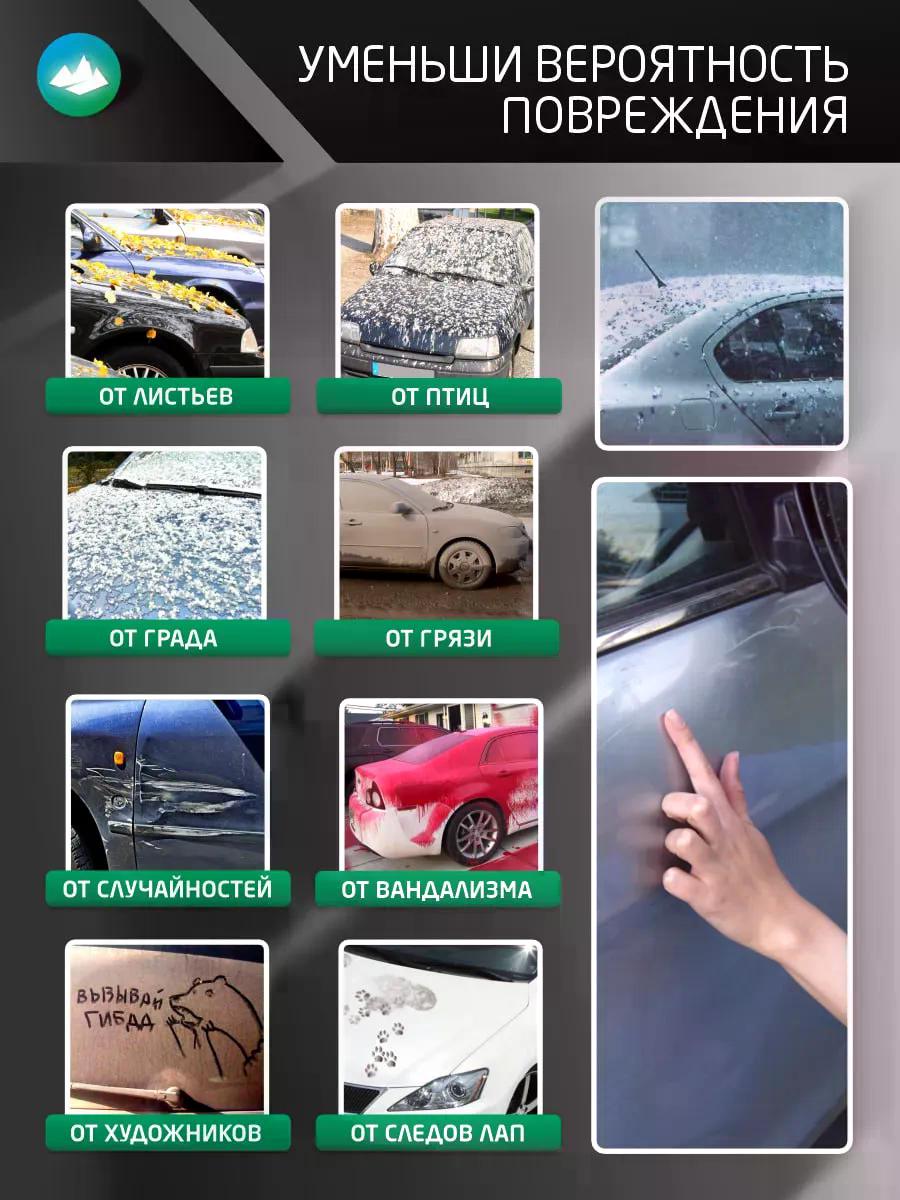 УМЕНЬШИ ВЕРОЯТНОСТЬ
ПОВРЕЖДЕНИЯ
ОТ ЛИСТЬЕВ
ОТ ПТИЦ
ОТ ГРАДА
ОТ ГРЯЗИ
ОТ СЛУЧАЙНОСТЕЙ
ОТ ВАНДАЛИЗМА
ВЫЗЫВАЙ
ГИБДД
ОТ ХУДОЖНИКОВ
ОТ СЛЕДОВ ЛАП